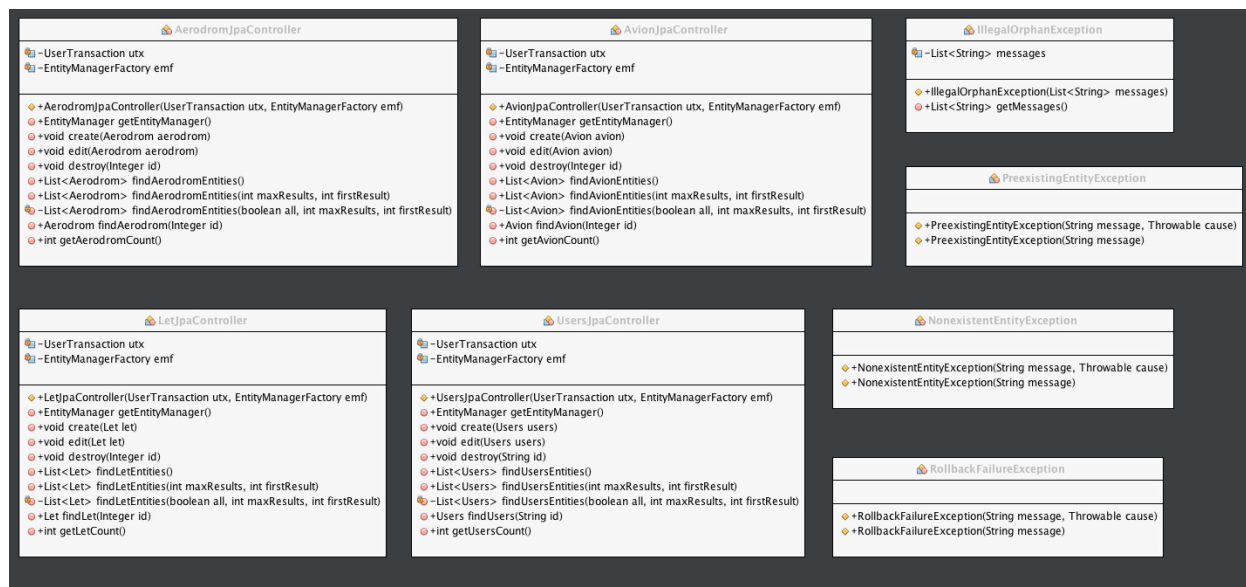 AerodromJpaController
-UserTransaction utx
-EntityManagerFactory emf
+AerodromJpaController(UserTransaction utx, EntityManagerFactory emf)
+EntityManager getEntityManager()
+void create(Aerodrom aerodrom)
+void edit(Aerodrom aerodrom)
+void destroy(Integer id)
+List<Aerodrom> findAerodromEntities()
+List<Aerodrom> findAerodromEntities(int maxResults, int firstResult)
-List<Aerodrom> findAerodromEntities(boolean all, int maxResults, int firstResult)
+Aerodrom findAerodrom(Integer id)
+int getAerodromCount()
AvionJpaController
-UserTransaction utx
-EntityManagerFactory emf
+AvionJpaController(UserTransaction utx, EntityManagerFactory emf)
+EntityManager getEntityManager()
+void create(Avion avion)
+void edit(Avion avion)
+void destroy(Integer id)
+List<Avion> findAvionEntities()
+List<Avion> findAvionEntities(int maxResults, int firstResult)
-List<Avion> findAvionEntities(boolean all, int maxResults, int firstResult)
+Avion findAvion(Integer id)
+int getAvionCount()
IllegalOrphanException
-List<String> messages
+IllegalOrphanException(List<String> messages)
+List<String> getMessages()
PreexistingEntityException
+PreexistingEntityException(String message, Throwable cause)
+PreexistingEntityException(String message)
LetJpaController
-UserTransaction utx
-EntityManagerFactory emf
+LetJpaController(UserTransaction utx, EntityManagerFactory emf)
+EntityManager getEntityManager()
+void create(Let let)
+void edit(Let let)
+void destroy(Integer id)
+List<Let> findLetEntities()
+List<Let> findLetEntities(int maxResults, int firstResult)
-List<Let> findLetEntities(boolean all, int maxResults, int firstResult)
+Let findLet(Integer id)
+int getLetCount()
UsersJpaController
-UserTransaction utx
-EntityManagerFactory emf
+UsersJpaController(UserTransaction utx, EntityManagerFactory emf)
+EntityManager getEntityManager()
+void create(Users users)
+void edit(Users users)
+void destroy(String id)
+List<Users> findUsersEntities()
+List<Users> findUsersEntities(int maxResults, int firstResult)
-List<Users> findUsersEntities(boolean all, int maxResults, int firstResult)
+Users findUsers(String id)
+int getUsersCount()
NonexistentEntityException
+NonexistentEntityException(String message, Throwable cause)
+NonexistentEntityException(String message)
RollbackFailureException
+RollbackFailureException(String message, Throwable cause)
+RollbackFailureException(String message)